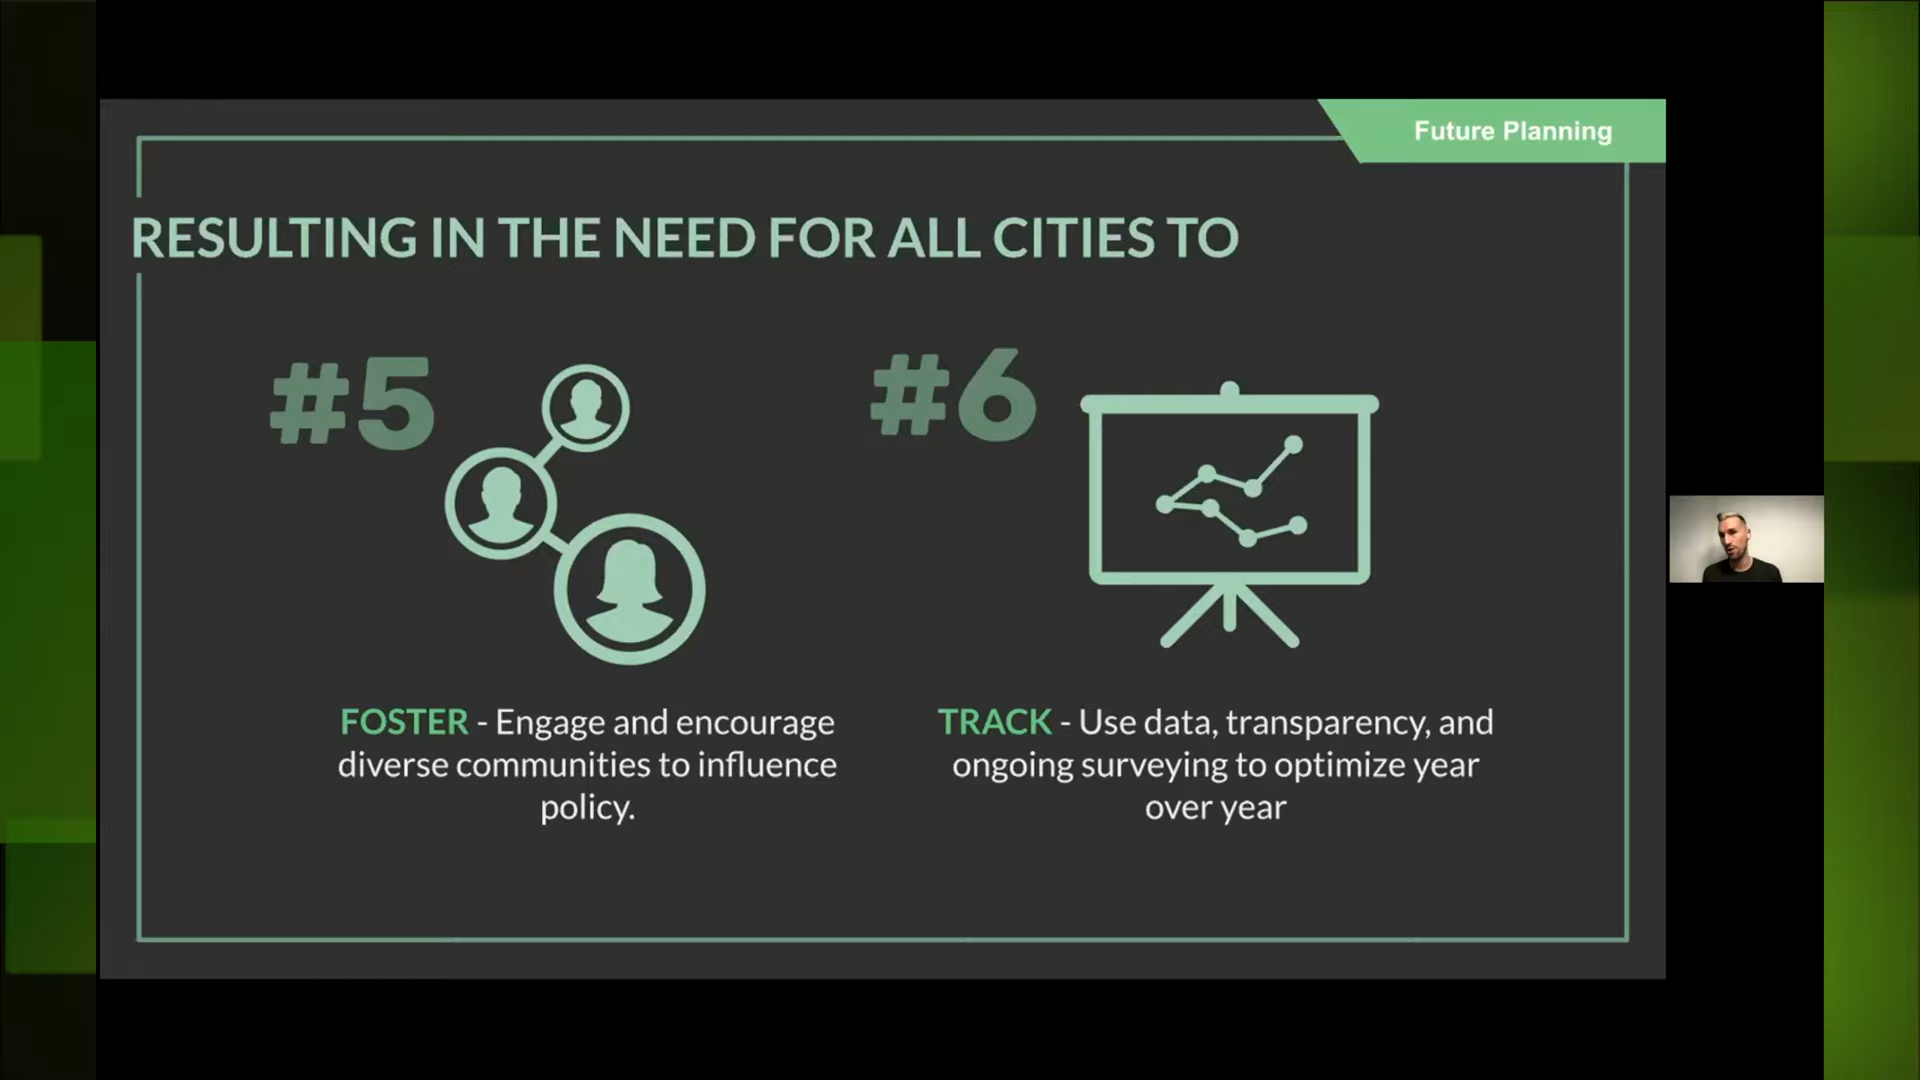 Future Planning
RESULTING IN THE NEED FOR ALL CITIES TO
#5
FOSTER - Engage and encourage
diverse communities to influence
policy.
#6
TRACK - Use data, transparency, and
ongoing surveying to optimize year
over year